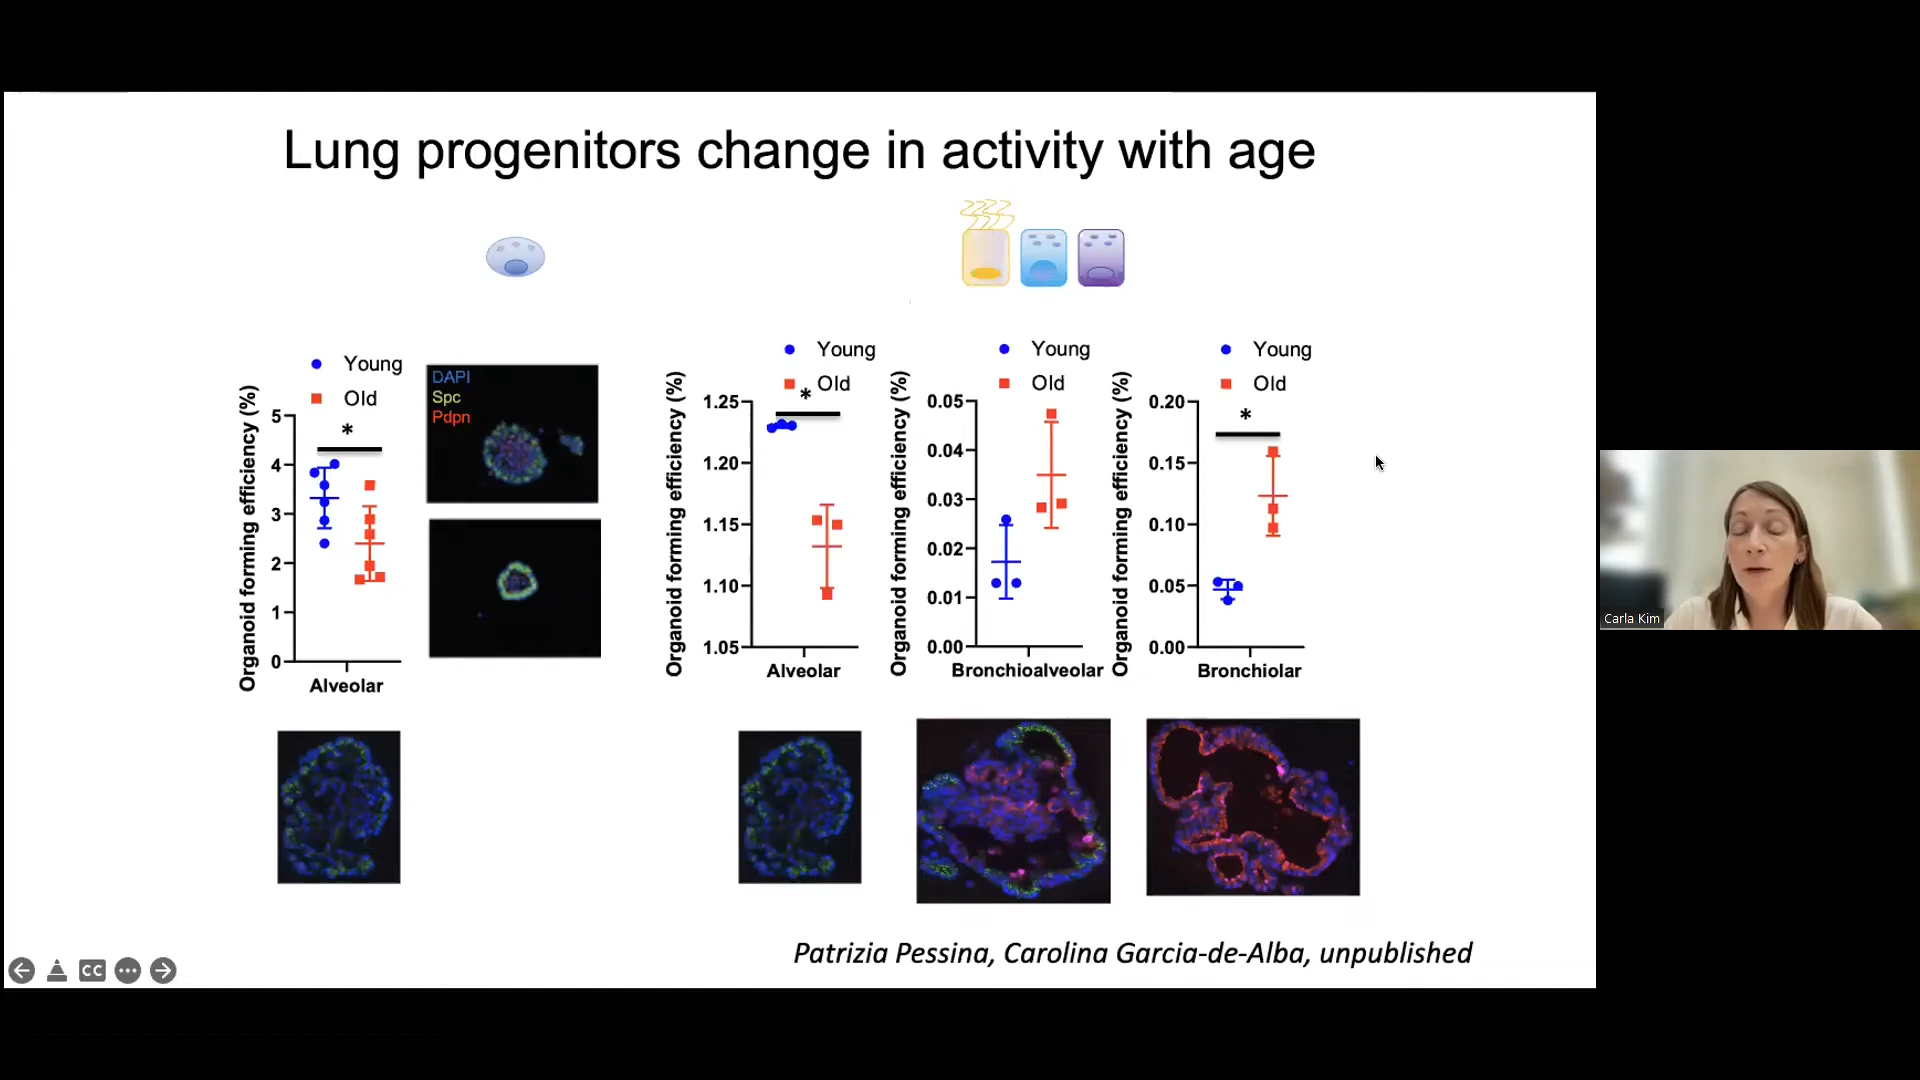 Lung progenitors change in activity with age
Young
Old
*
Organoid forming efficiency (%)
5
4
3
2
1
0
Alveolar
DAPI
Spc
Pdpn
Young
Old
*
Organoid forming efficiency (%)
1.25
1.20
1.15
1.10
1.05
Alveolar
Young
Old
Organoid forming efficiency (%)
0.05
0.04
0.03
0.02
0.01
0.00
Bronchioalveolar
Young
Old
*
Organoid forming efficiency (%)
0.20
0.15
0.10
0.05
0.00
Bronchiolar
Patrizia Pessina, Carolina Garcia-de-Alba, unpublished
CC
Carla Kim